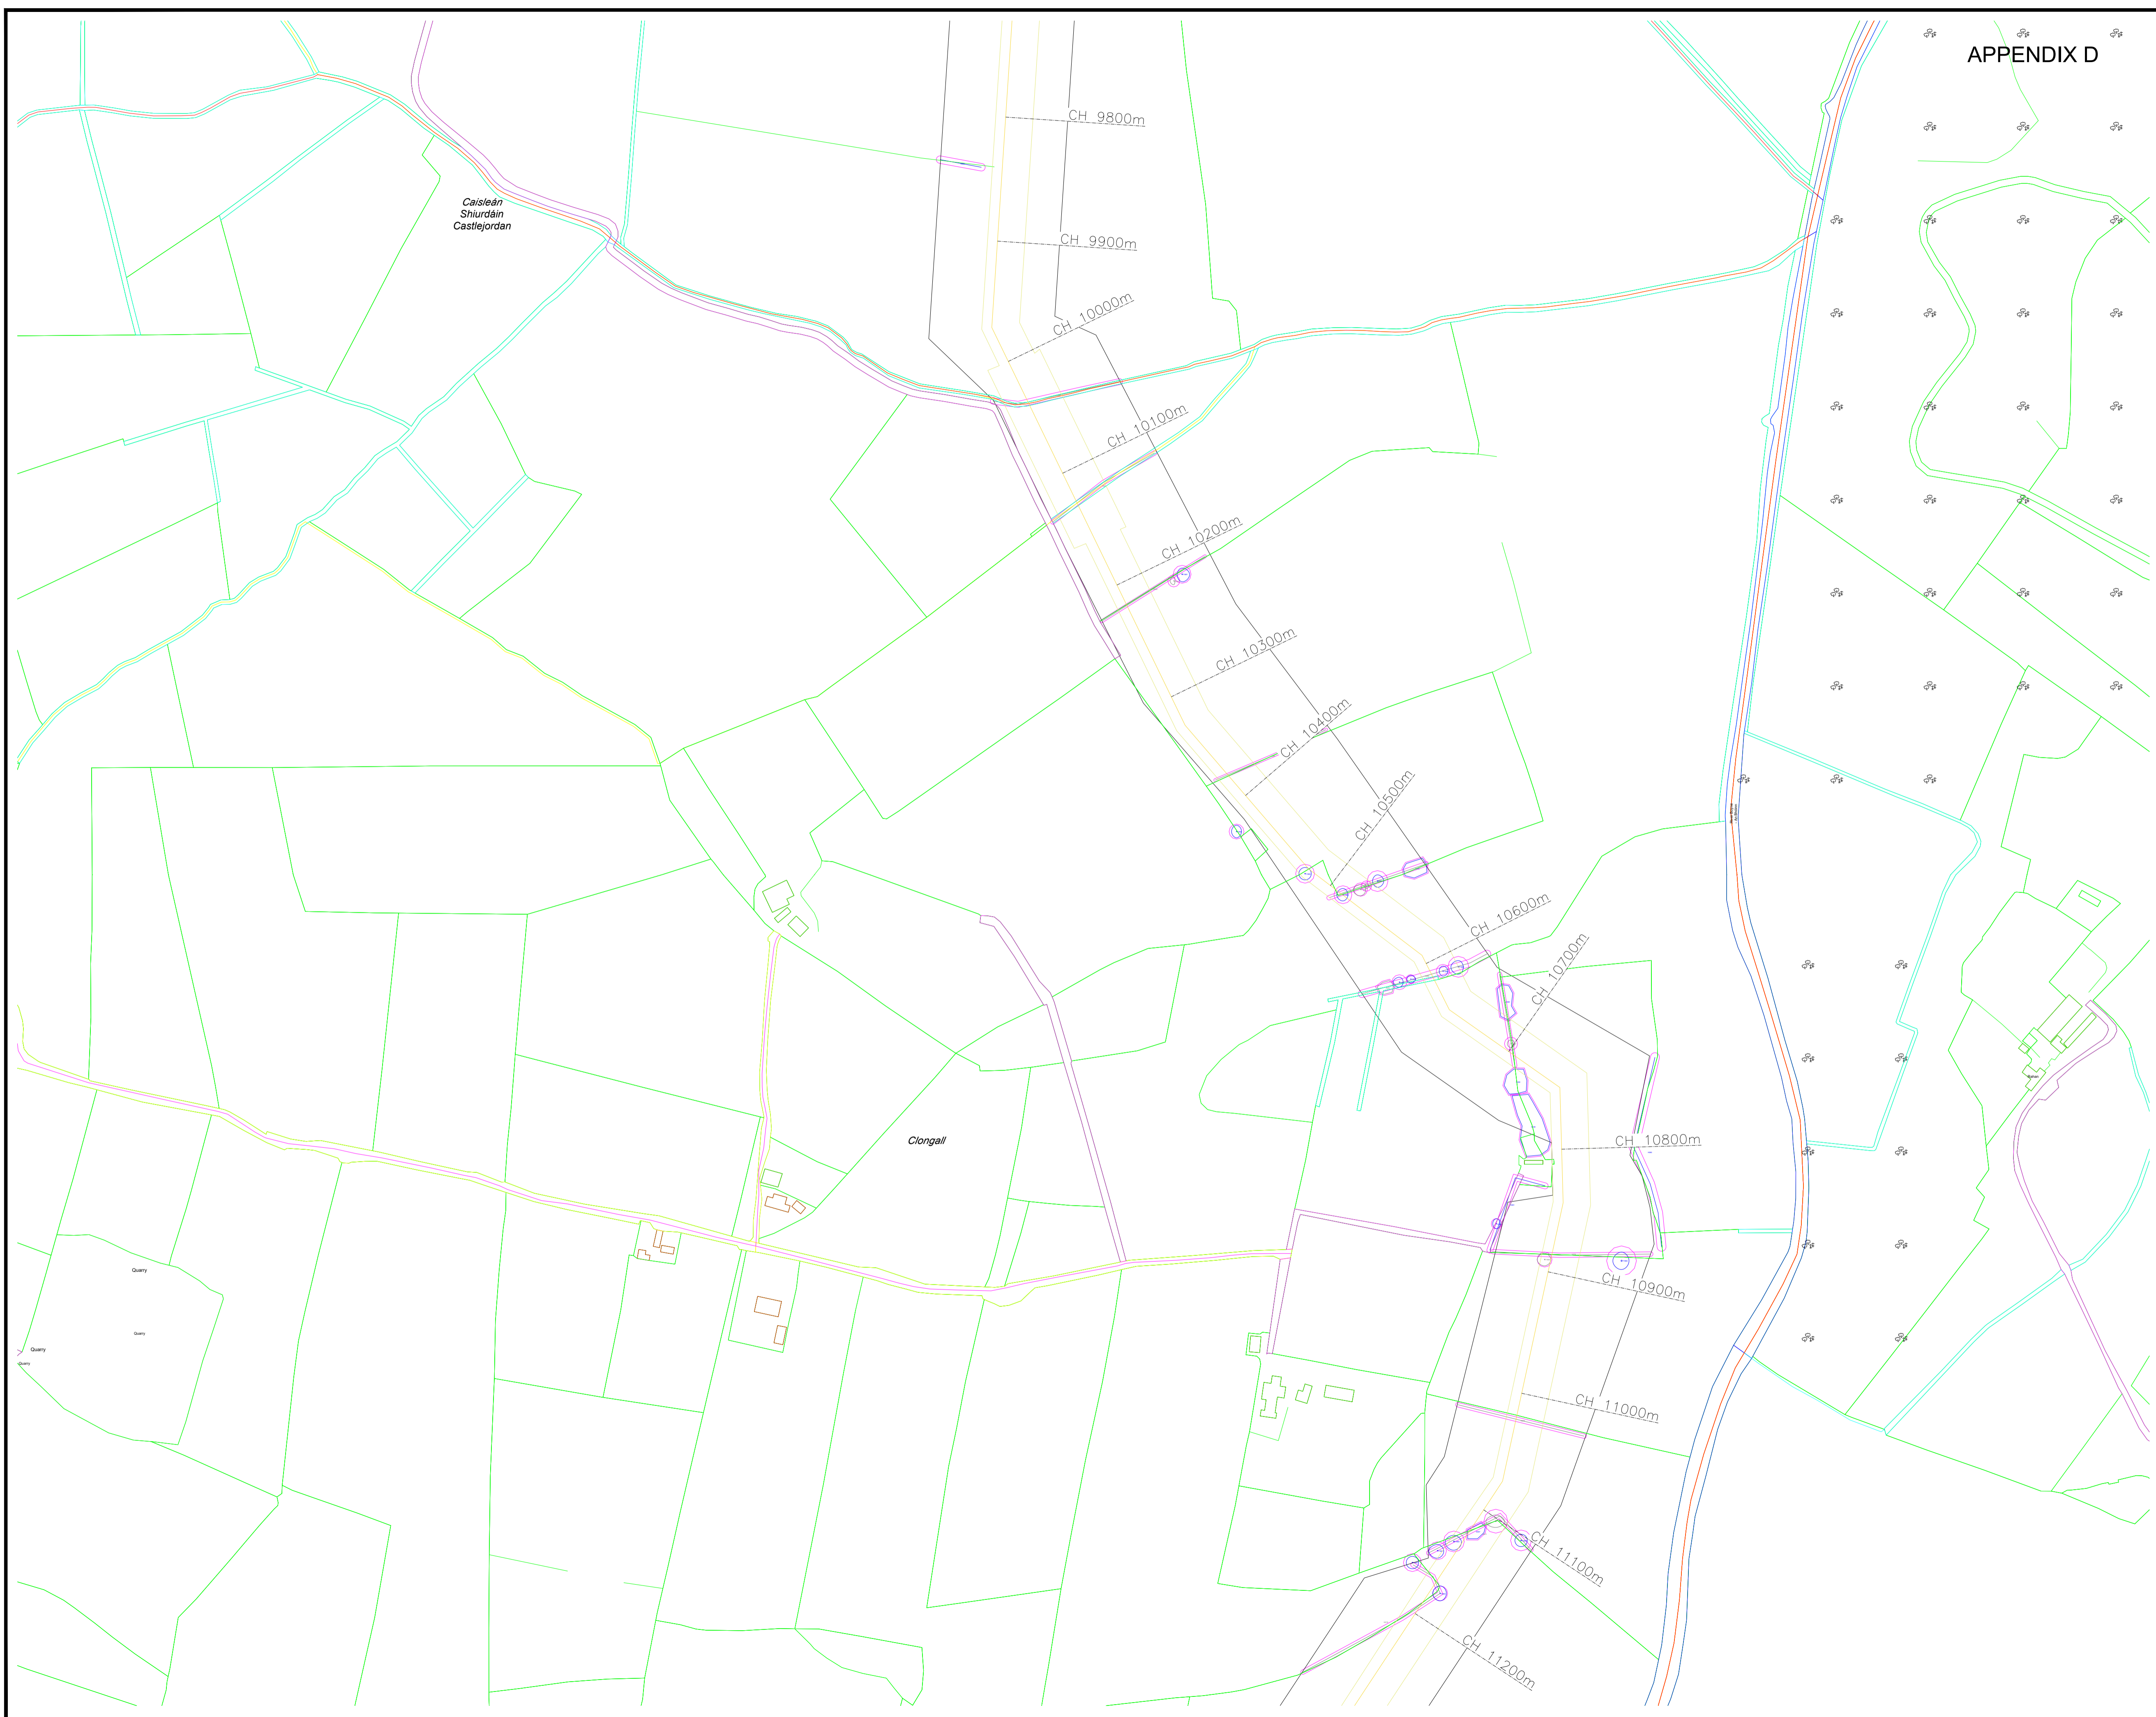 APPENDIX D
CH 9800m
Caisleán
Shiurdáin
Castlejordan
CH 9900m
CH 10000m
CH 10100m
CH 10200m
CH 10300m
CH 10400m
CH 10500m
CH 10600m
CH 10700m
Clongall
CH 10800m
Quarry
CH 10900m
Quarry
Quarry
Quarry
CH 11000m
CH 11100m
CH 11200m